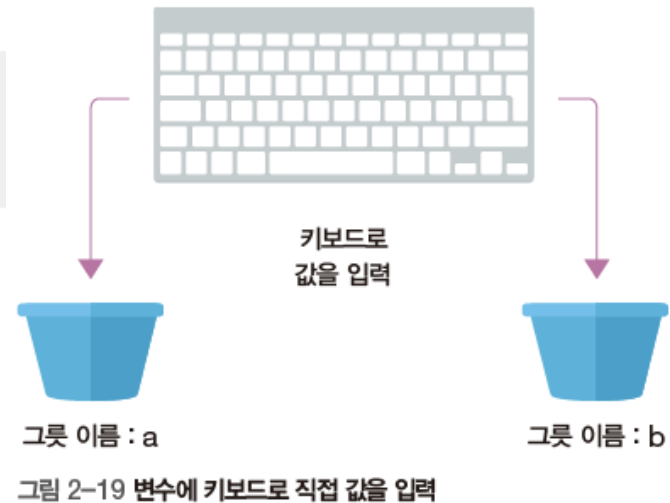 키보드로
값을 입력
그릇 이름 : a
그릇 이름 : b
그림 2-19 변수에 키보드로 직접 값을 입력